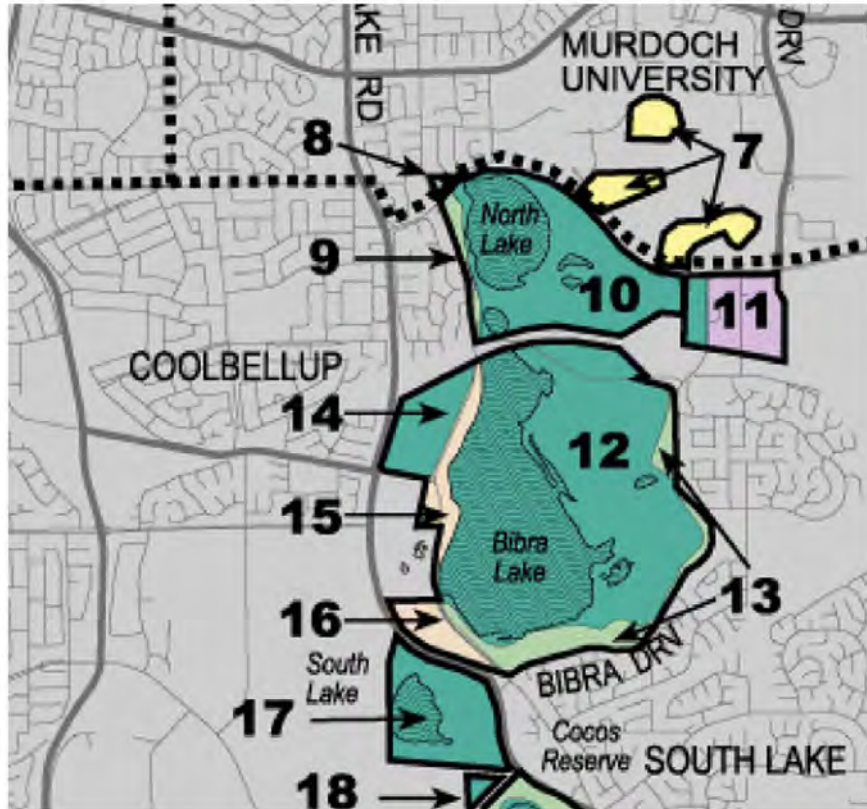 AKE RD
MURDOCH
UNIVERSITY
DRV
8
7
North
Lake
9
10
11
COOLBELLUP
14
12
15
Bibra
Lake
13
16
South
Lake
BIBRA DRV
17
Cocos
Reserve
SOUTH LAKE
18